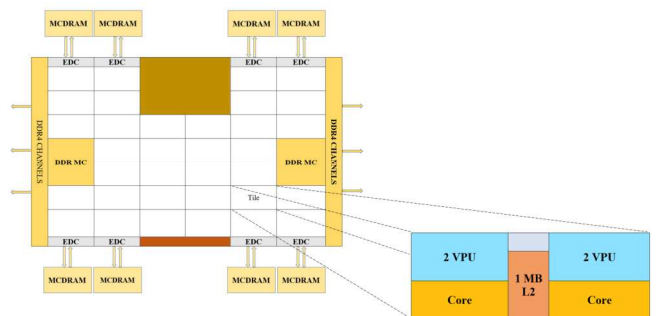 MCDRAM MCDRAM MCDRAM MCDRAM
EDC EDC EDC EDC
DDR4 CHANNELS
DDR MC
DDR MC
DDR4 CHANNELS
Tile
EDC EDC EDC EDC
MCDRAM MCDRAM MCDRAM MCDRAM
2 VPU
1 MB
L2
2 VPU
Core
Core